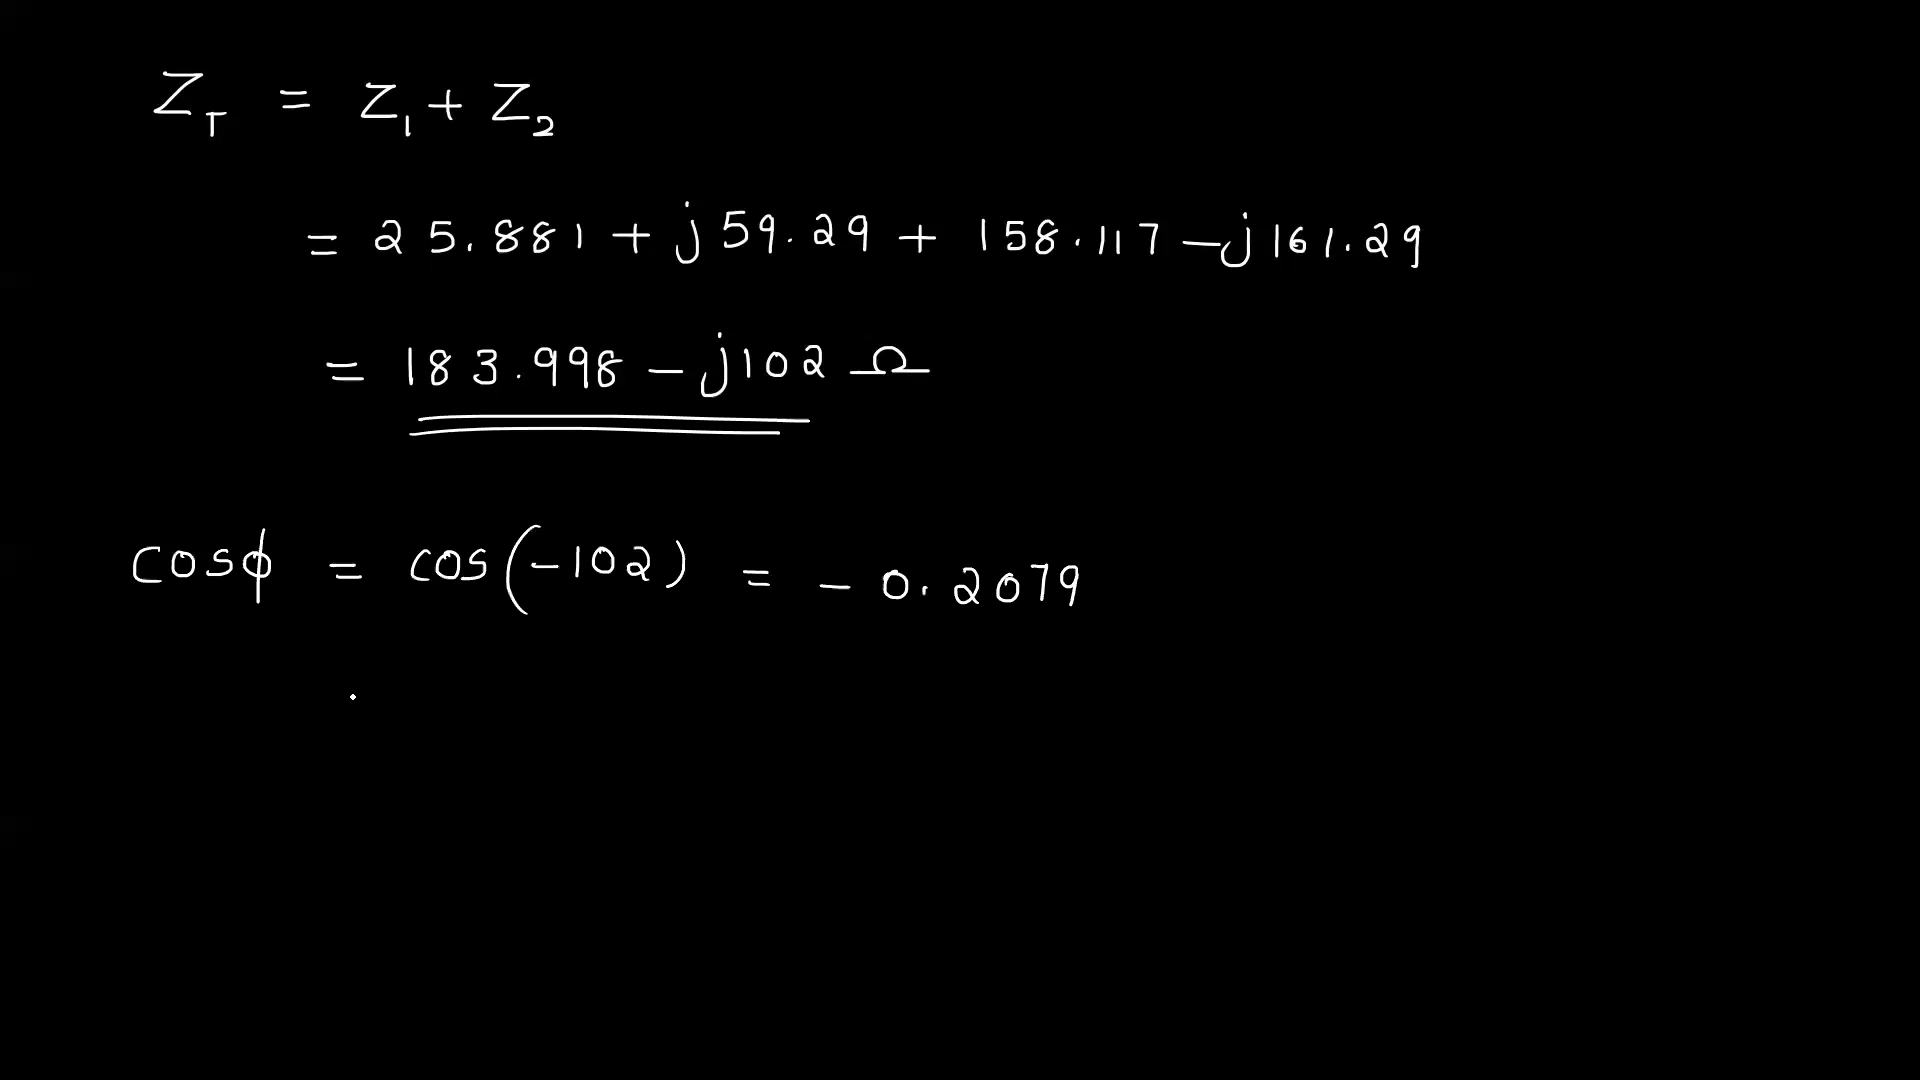 Z_T = Z_1 + Z_2
= 25.881 + j59.29 + 158.117 - j161.29
= 183.998 - j102 Ω
cosϕ = cos(-102) = - 0.2079